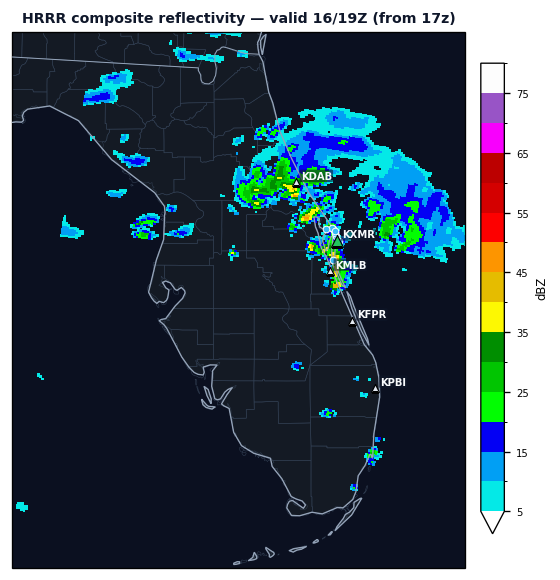 HRRR composite reflectivity — valid 16/19Z (from 17z)
KDAB
KXMR
KMLB
KFPR
KPBI
75
65
55
45
35
25
15
5
dBZ